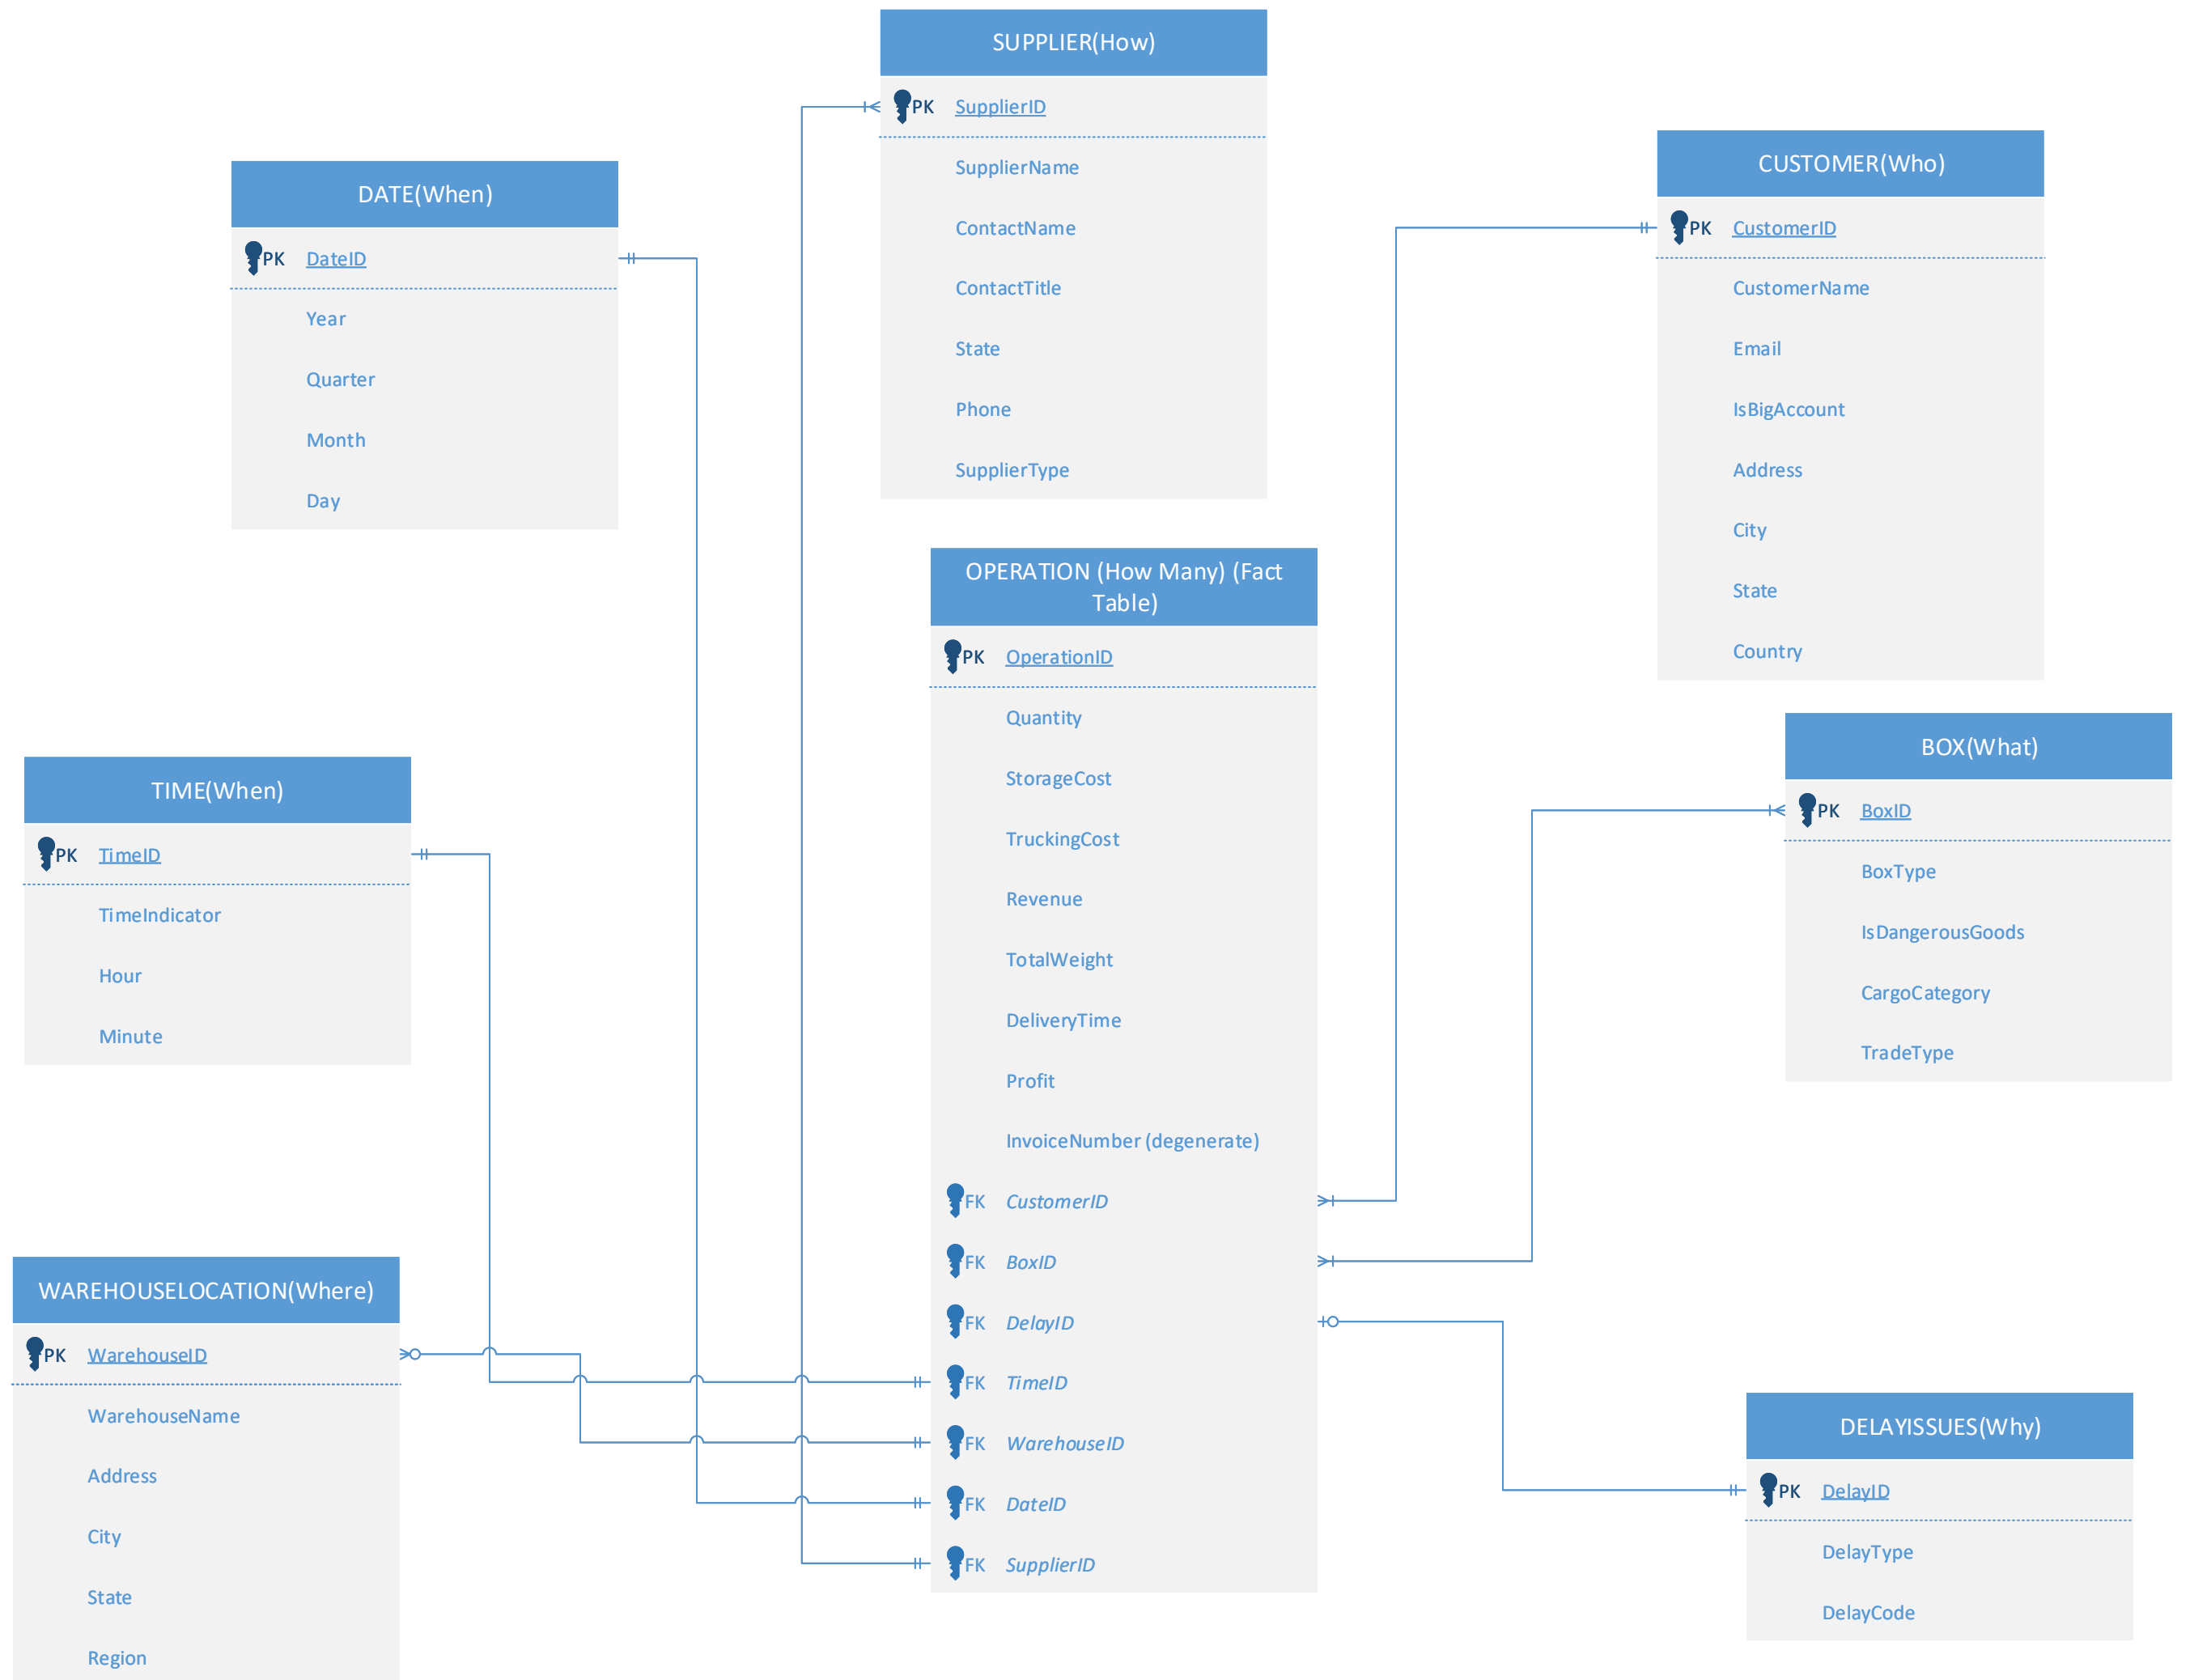 SUPPLIER(How)
PK SupplierID
SupplierName
ContactName
ContactTitle
State
Phone
SupplierType
DATE(When)
PK DateID
Year
Quarter
Month
Day
CUSTOMER(Who)
PK CustomerID
CustomerName
Email
IsBigAccount
Address
City
State
Country
OPERATION (How Many) (Fact
Table)
PK OperationID
Quantity
StorageCost
TruckingCost
Revenue
TotalWeight
DeliveryTime
Profit
InvoiceNumber (degenerate)
FK CustomerID
FK BoxID
FK DelayID
FK TimeID
FK WarehouseID
FK DateID
FK SupplierID
BOX(What)
PK BoxID
BoxType
IsDangerousGoods
CargoCategory
TradeType
TIME(When)
PK TimeID
TimeIndicator
Hour
Minute
WAREHOUSELOCATION(Where)
PK WarehouseID
WarehouseName
Address
City
State
Region
DELAYISSUES(Why)
PK DelayID
DelayType
DelayCode